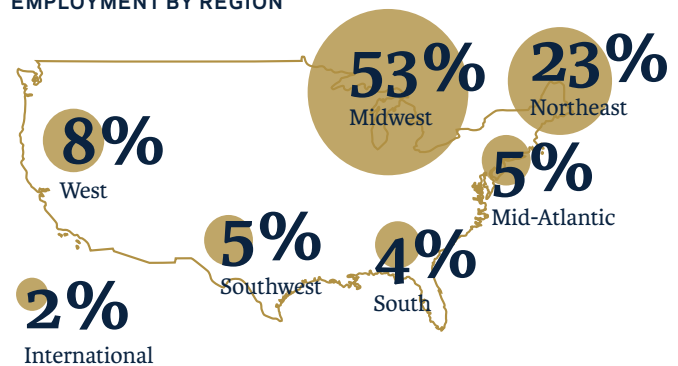 EMPLOYMENT BY REGION
53%
Midwest
23%
Northeast
8%
West
5%
Mid-Atlantic
5%
Southwest
4%
South
2%
International